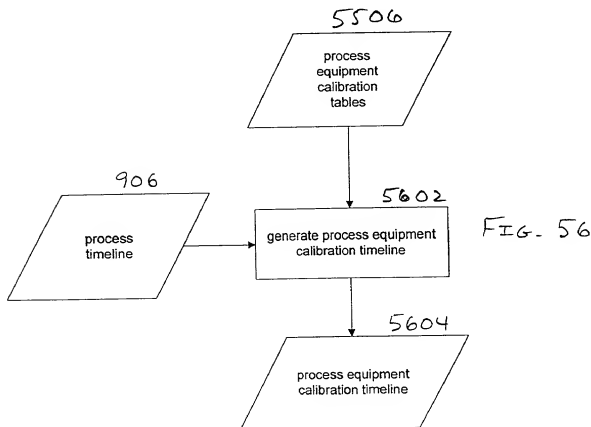 5506
process
equipment
calibration
tables
906
process
timeline
5602
generate process equipment
calibration timeline
FIG. 56
5604
process equipment
calibration timeline